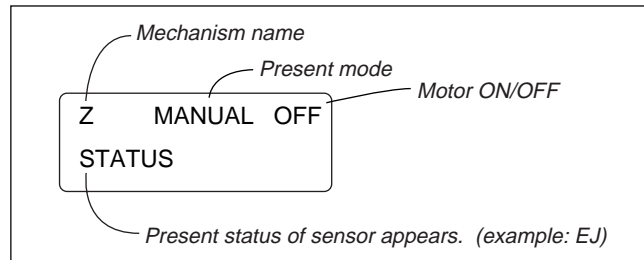 Mechanism name
Present mode
Motor ON/OFF
Z MANUAL OFF
STATUS
Present status of sensor appears. (example: EJ)